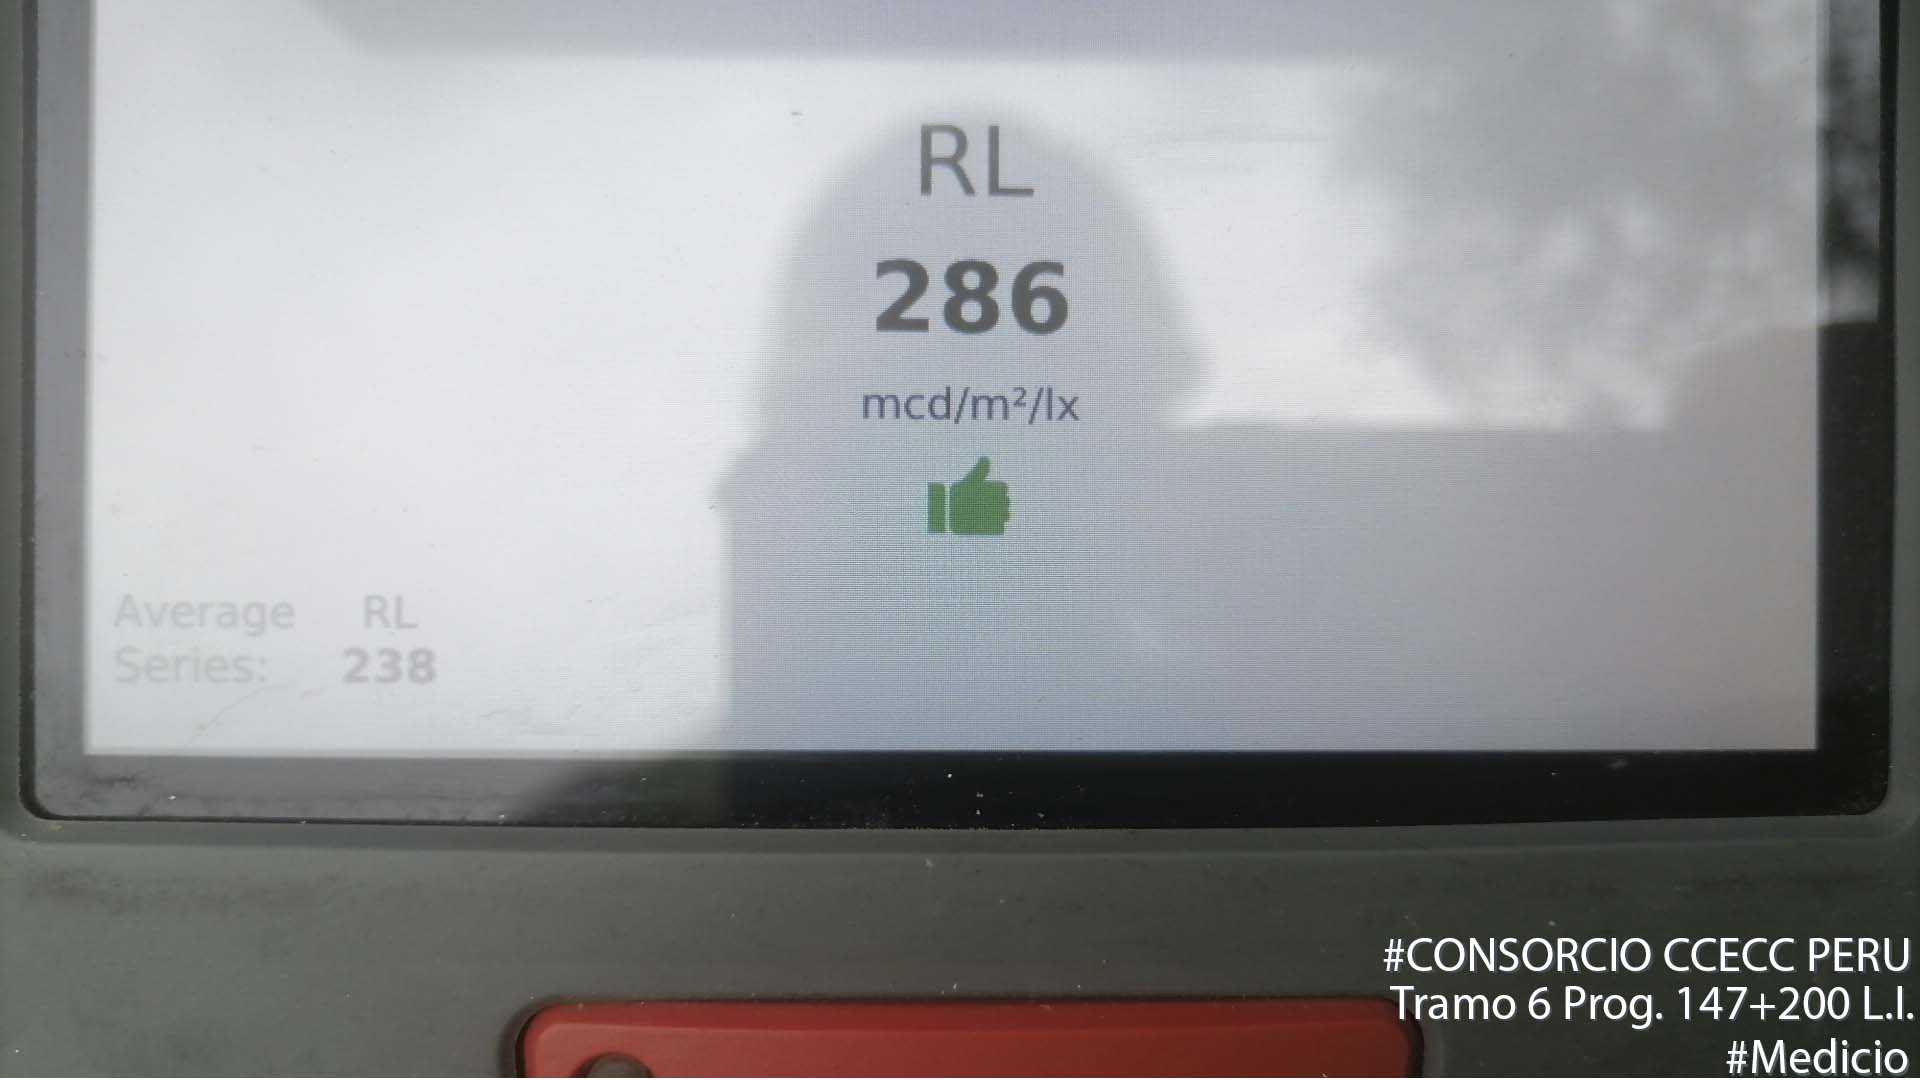 RL
286
mcd/m²/lx
Average RL
Series: 238
#CONSORCIO CCECC PERU
Tramo 6 Prog. 147+200 L.I.
#Medicio